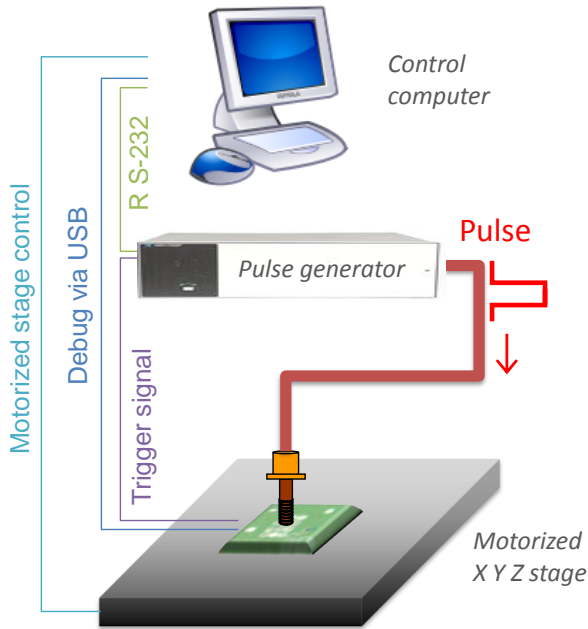 Control
computer
R S-232
Pulse
Pulse generator
Motorized stage control
Debug via USB
Trigger signal
Motorized
X Y Z stage